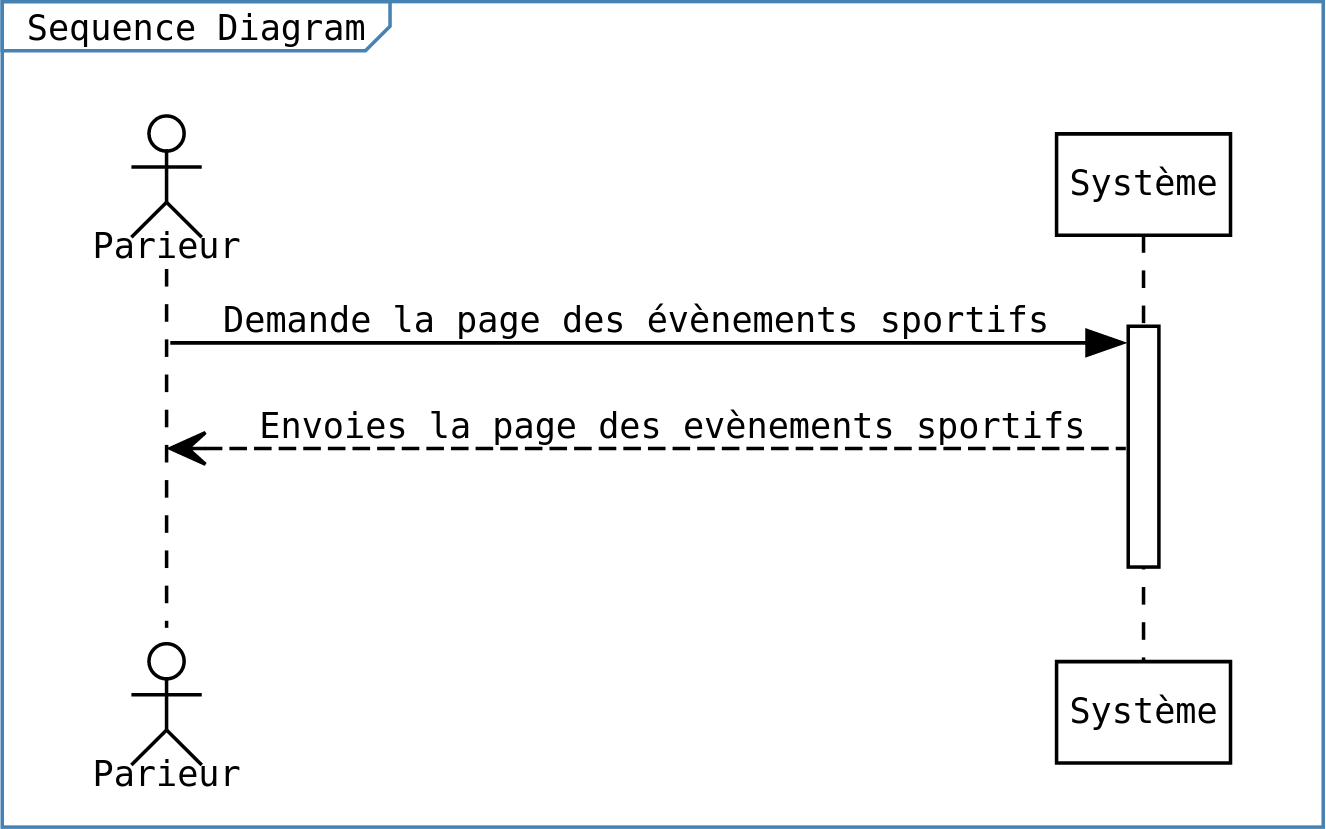 Sequence Diagram
Parieur
Système
Demande la page des évènements sportifs
Envoies la page des evènements sportifs
Parieur
Système